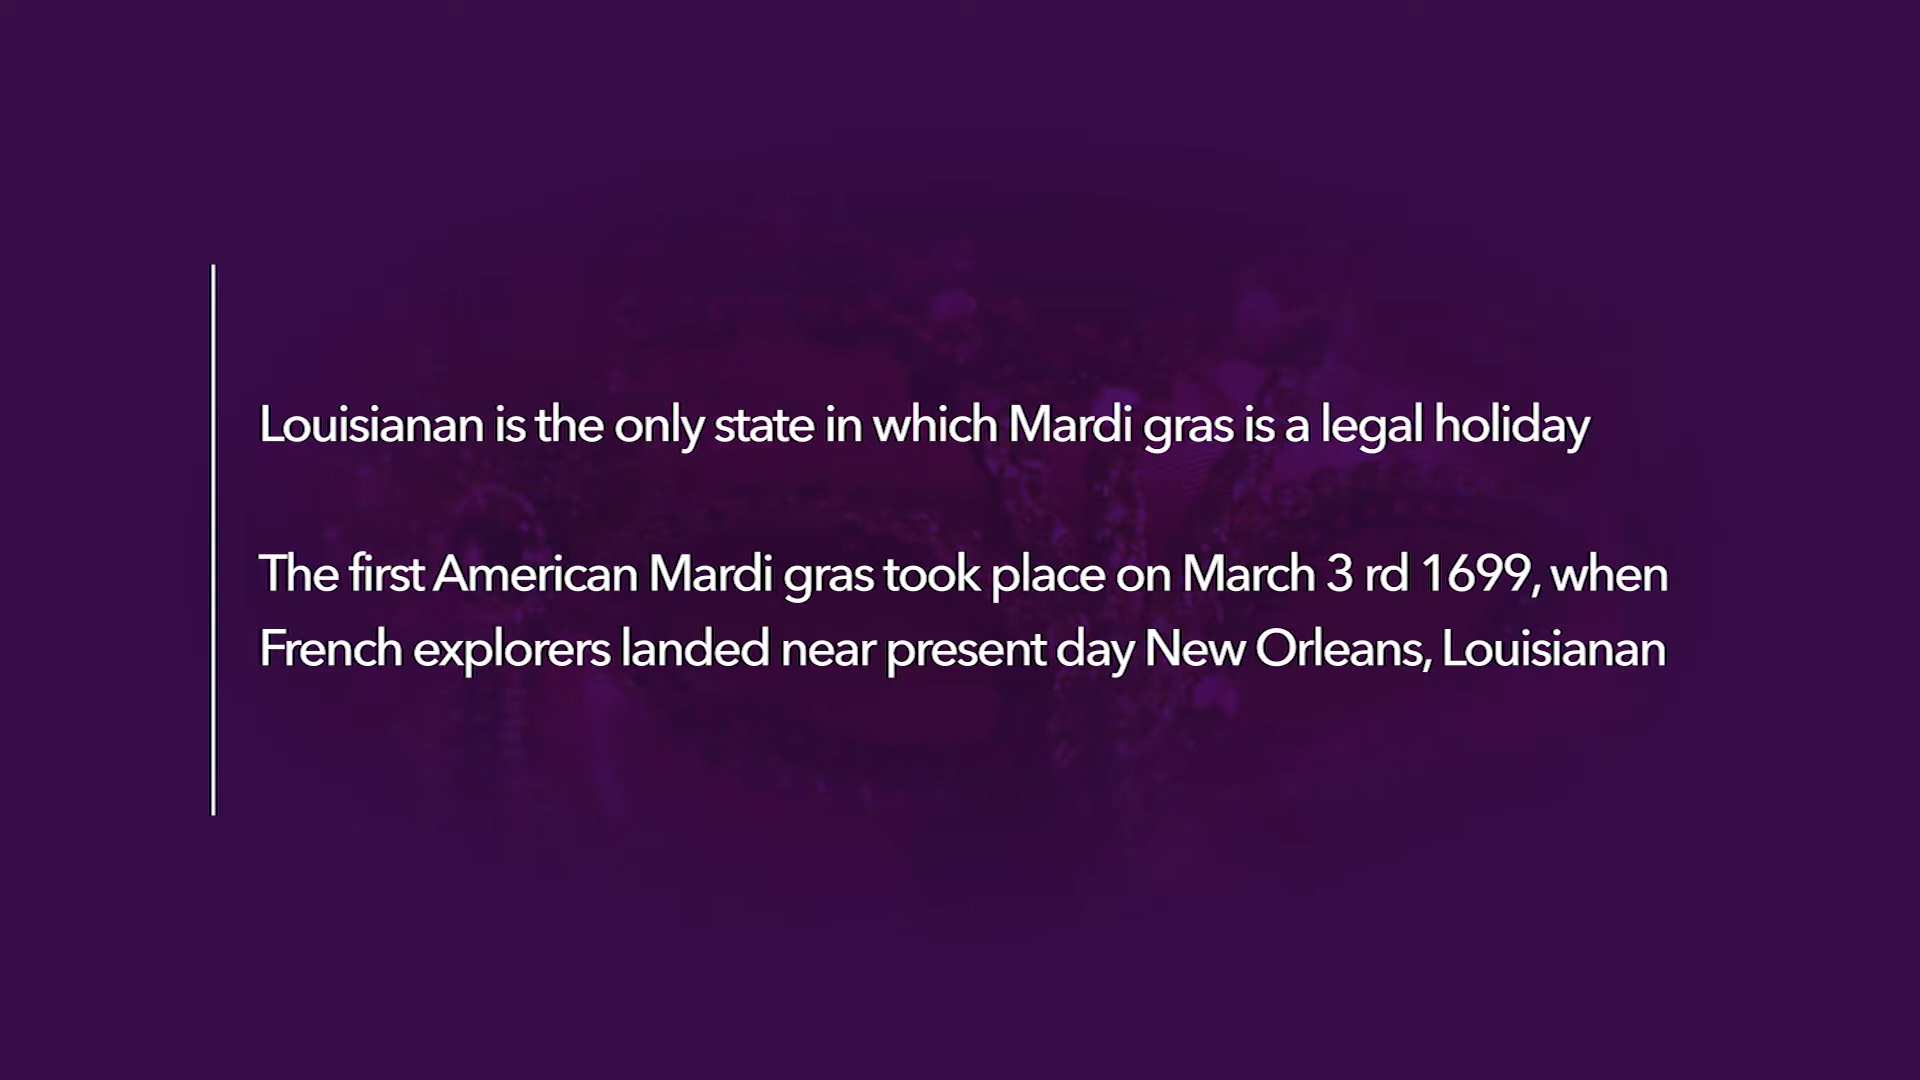 Louisianan is the only state in which Mardi gras is a legal holiday
The first American Mardi gras took place on March 3 rd 1699, when
French explorers landed near present day New Orleans, Louisianan